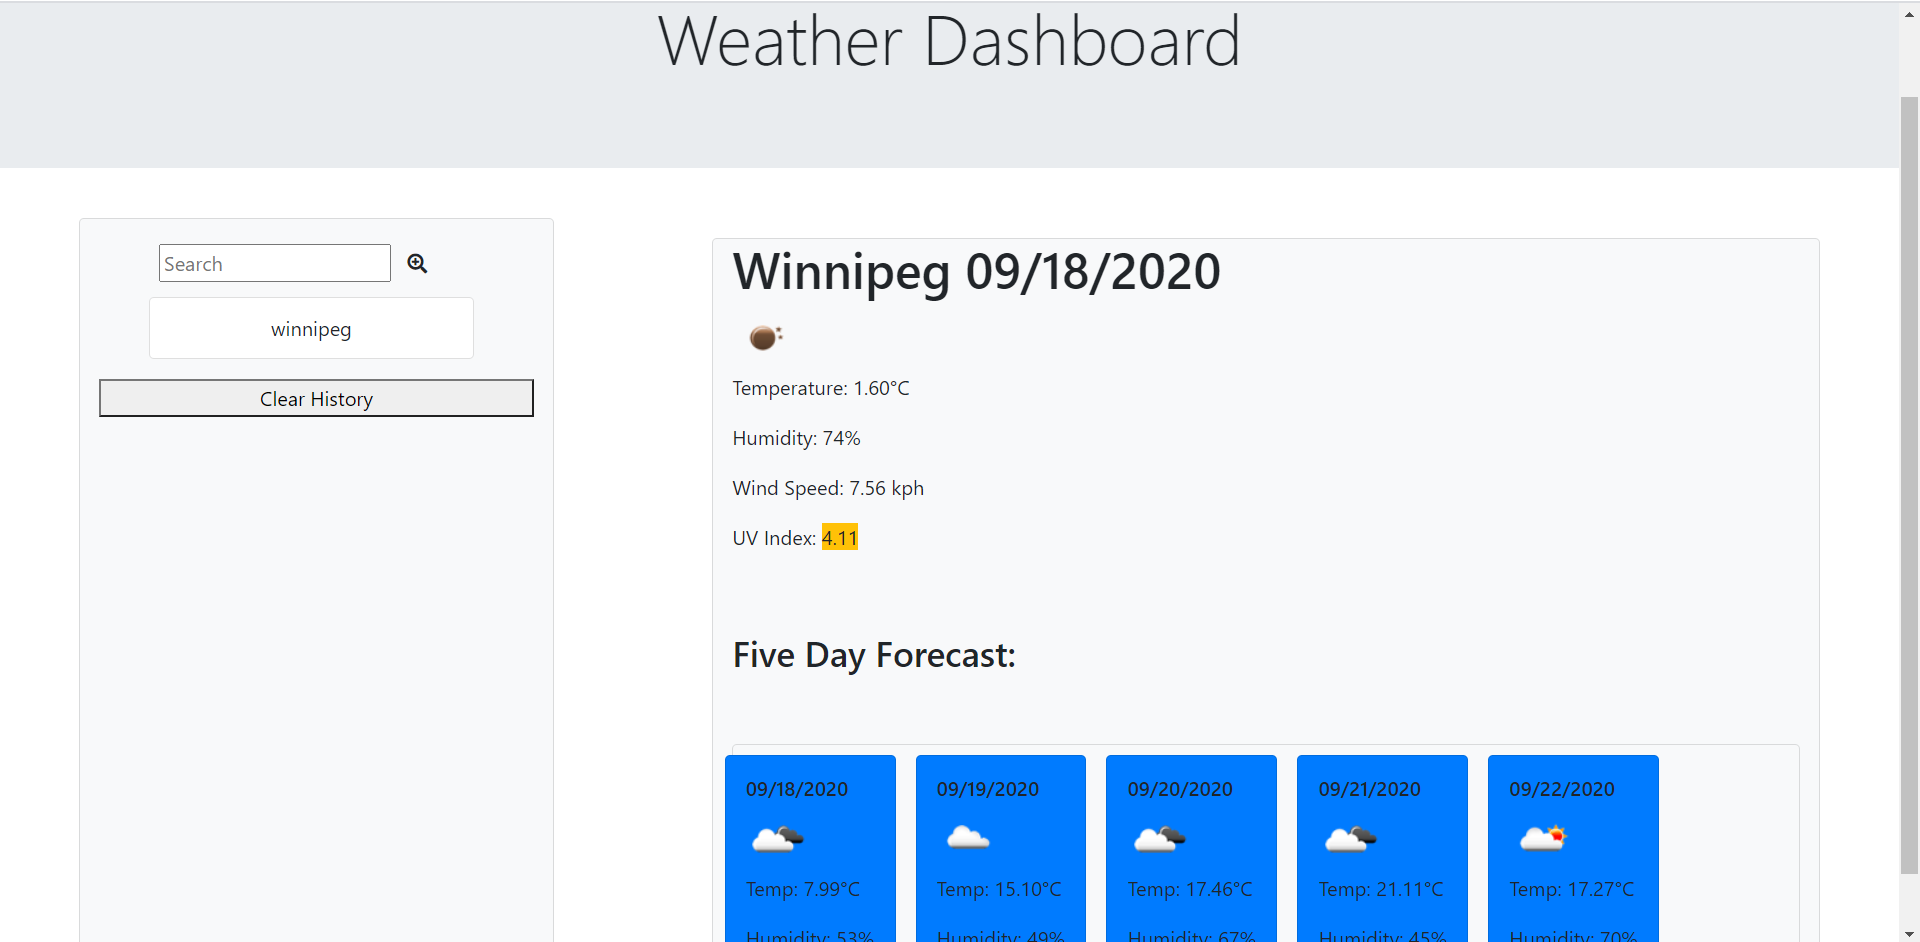 Weather Dashboard
Search
winnipeg
Clear History
Winnipeg 09/18/2020
Temperature: 1.60°C
Humidity: 74%
Wind Speed: 7.56 kph
UV Index: 4.11
Five Day Forecast:
09/18/2020
Temp: 7.99°C
Humidity: 53%
09/19/2020
Temp: 15.10°C
Humidity: 49%
09/20/2020
Temp: 17.46°C
Humidity: 67%
09/21/2020
Temp: 21.11°C
Humidity: 45%
09/22/2020
Temp: 17.27°C
Humidity: 70%